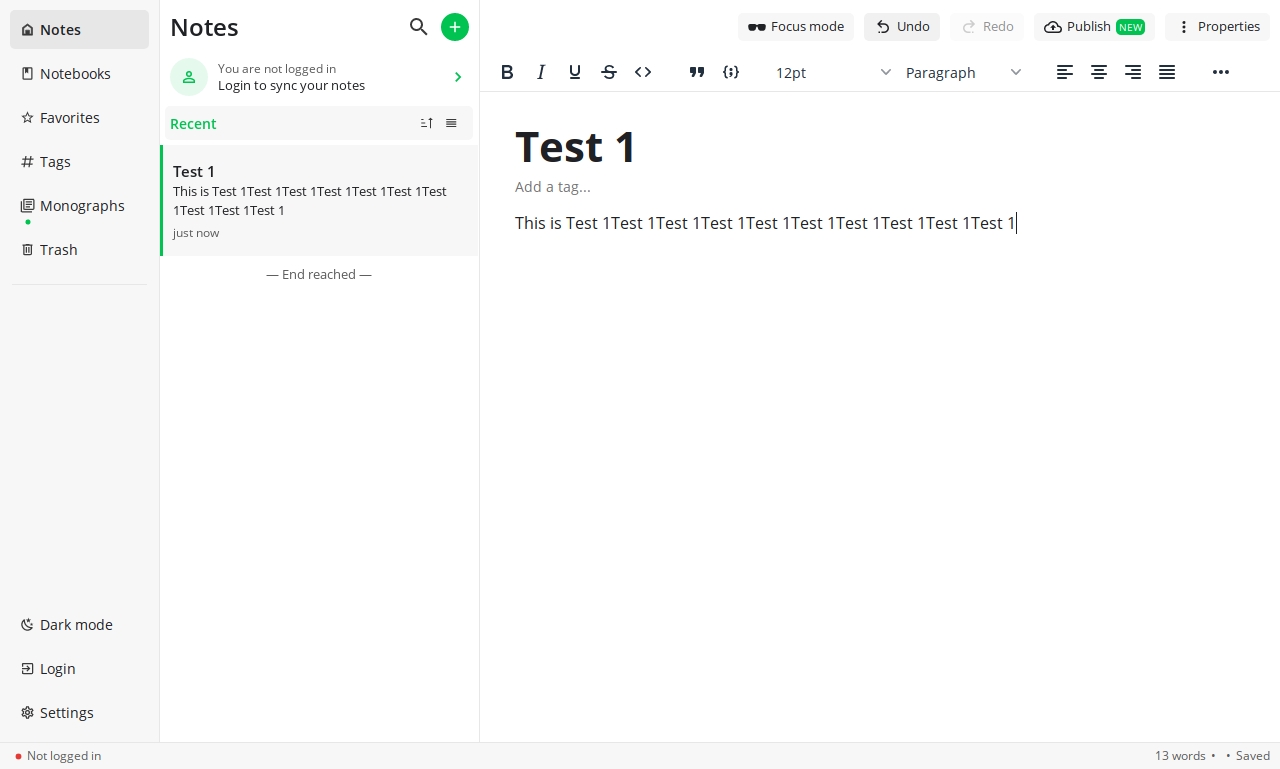 Notes
Notebooks
Favorites
Tags
Monographs
Trash
Dark mode
Login
Settings
Notes
You are not logged in
Login to sync your notes
Recent
Test 1
This is Test 1Test 1Test 1Test 1Test 1Test 1Test
1Test 1Test 1Test 1
just now
— End reached —
Focus mode
Undo
Redo
Publish NEW
Properties
12pt
Paragraph
Test 1
Add a tag...
This is Test 1Test 1Test 1Test 1Test 1Test 1Test 1Test 1Test 1Test 1
Not logged in
13 words • • Saved